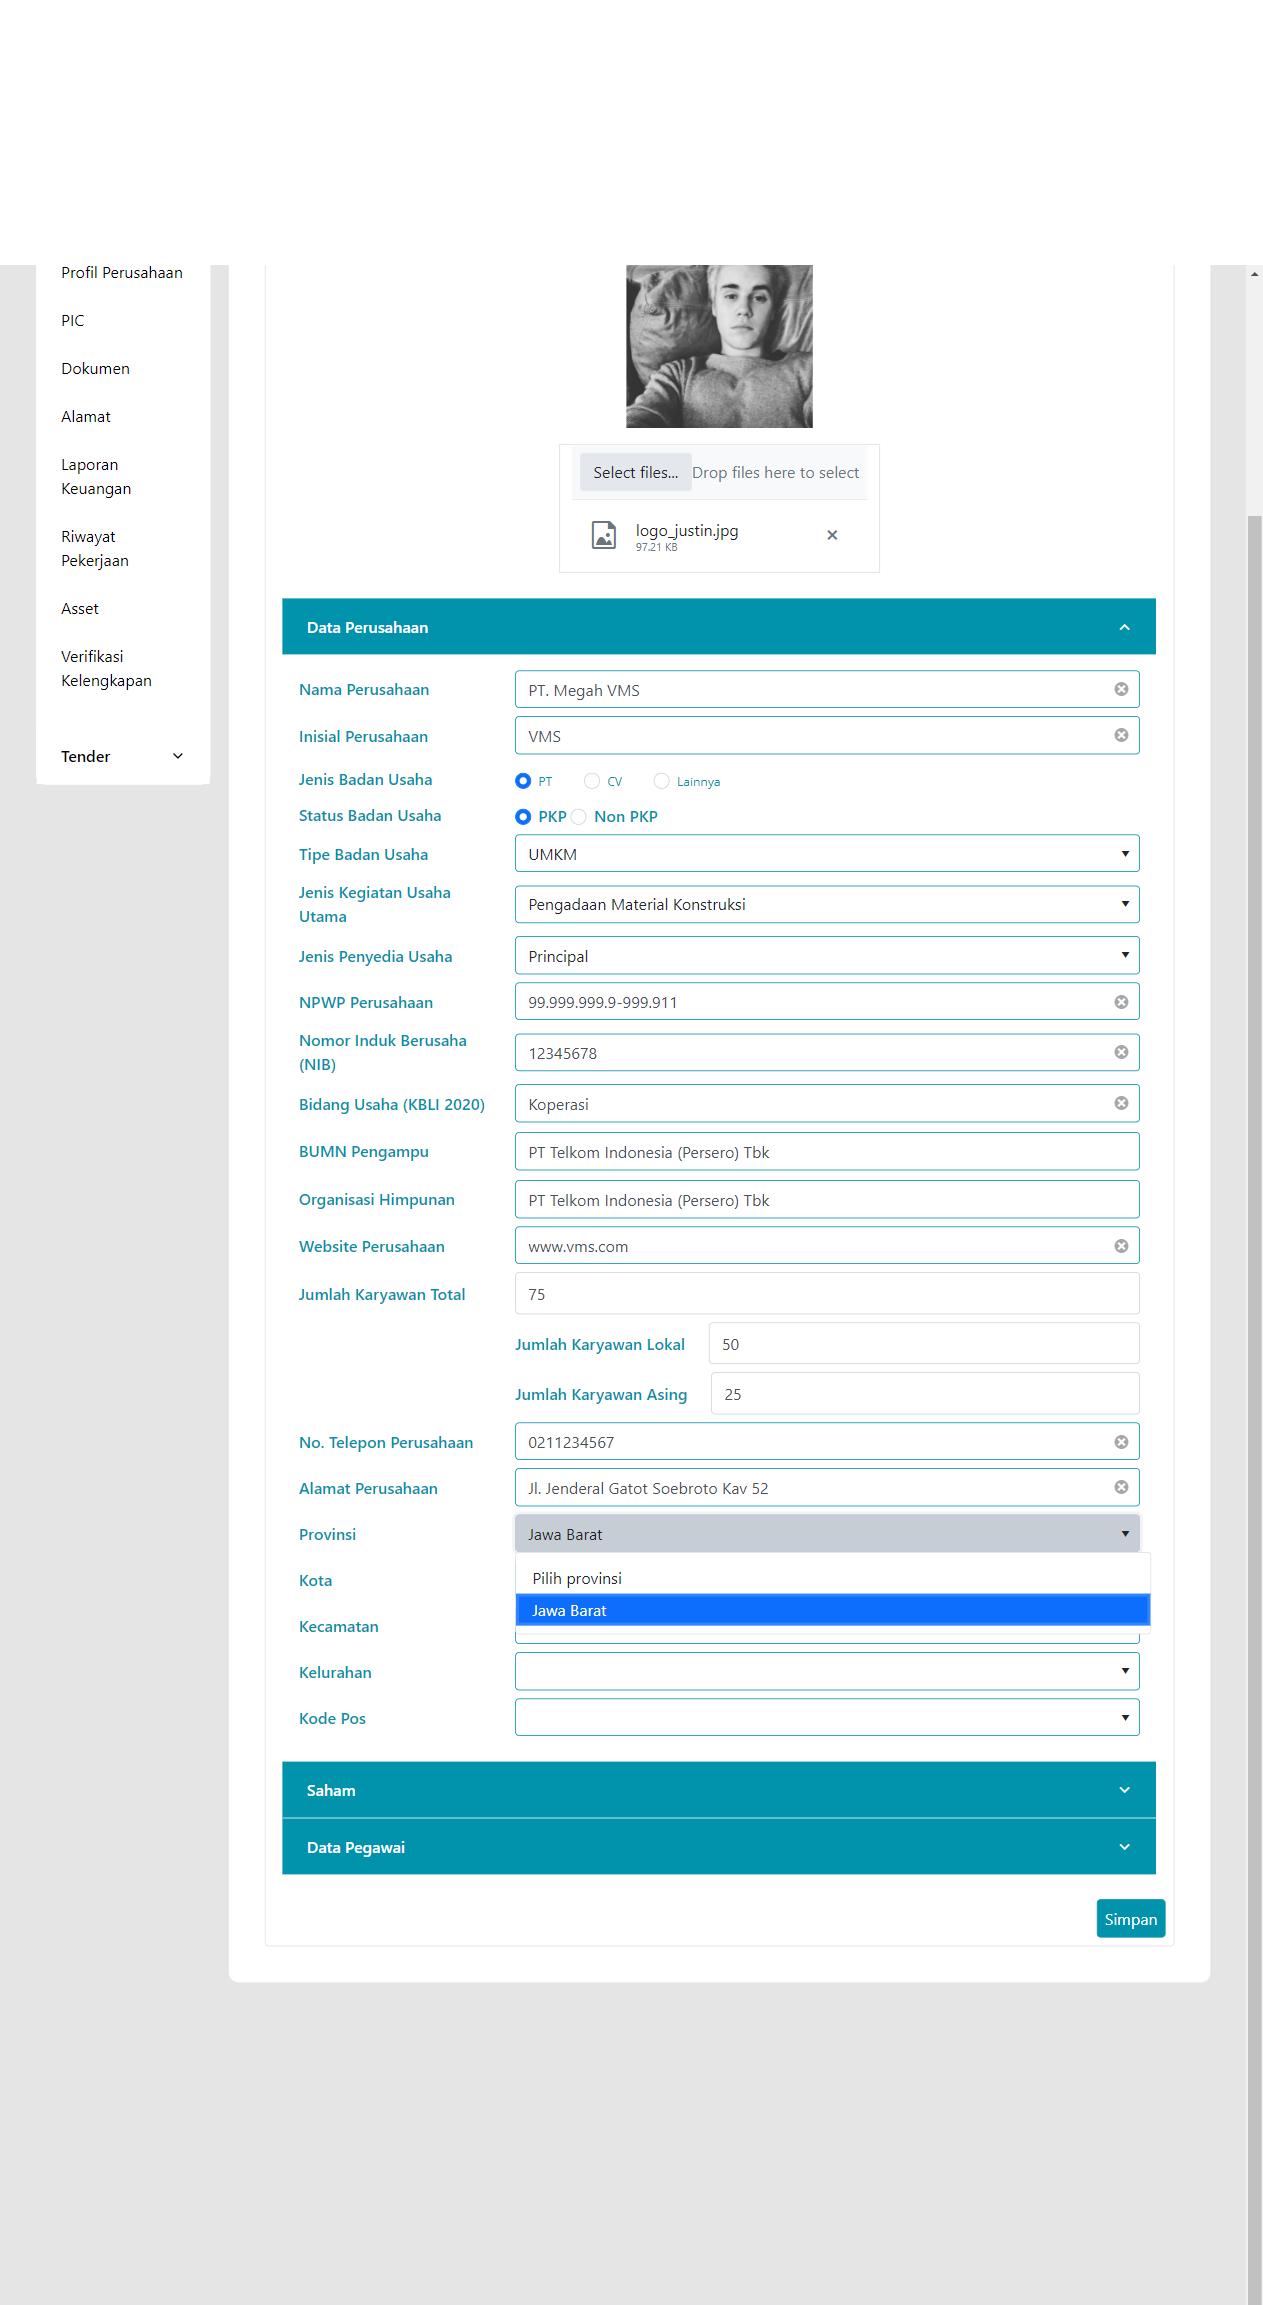 Profil Perusahaan
PIC
Dokumen
Alamat
Laporan
Keuangan
Riwayat
Pekerjaan
Asset
Verifikasi
Kelengkapan
Tender
Select files... Drop files here to select
logo_justin.jpg
97.21 KB
Data Perusahaan
Nama Perusahaan PT. Megah VMS
Inisial Perusahaan VMS
Jenis Badan Usaha PT CV Lainnya
Status Badan Usaha PKP Non PKP
Tipe Badan Usaha UMKM
Jenis Kegiatan Usaha
Utama
Pengadaan Material Konstruksi
Jenis Penyedia Usaha Principal
NPWP Perusahaan 99.999.999.9-999.911
Nomor Induk Berusaha
(NIB)
12345678
Bidang Usaha (KBLI 2020) Koperasi
BUMN Pengampu PT Telkom Indonesia (Persero) Tbk
Organisasi Himpunan PT Telkom Indonesia (Persero) Tbk
Website Perusahaan www.vms.com
Jumlah Karyawan Total 75
Jumlah Karyawan Lokal 50
Jumlah Karyawan Asing 25
No. Telepon Perusahaan 0211234567
Alamat Perusahaan Jl. Jenderal Gatot Soebroto Kav 52
Provinsi Jawa Barat
Pilih provinsi
Kota
Jawa Barat
Kecamatan
Kelurahan
Kode Pos
Saham
Data Pegawai
Simpan